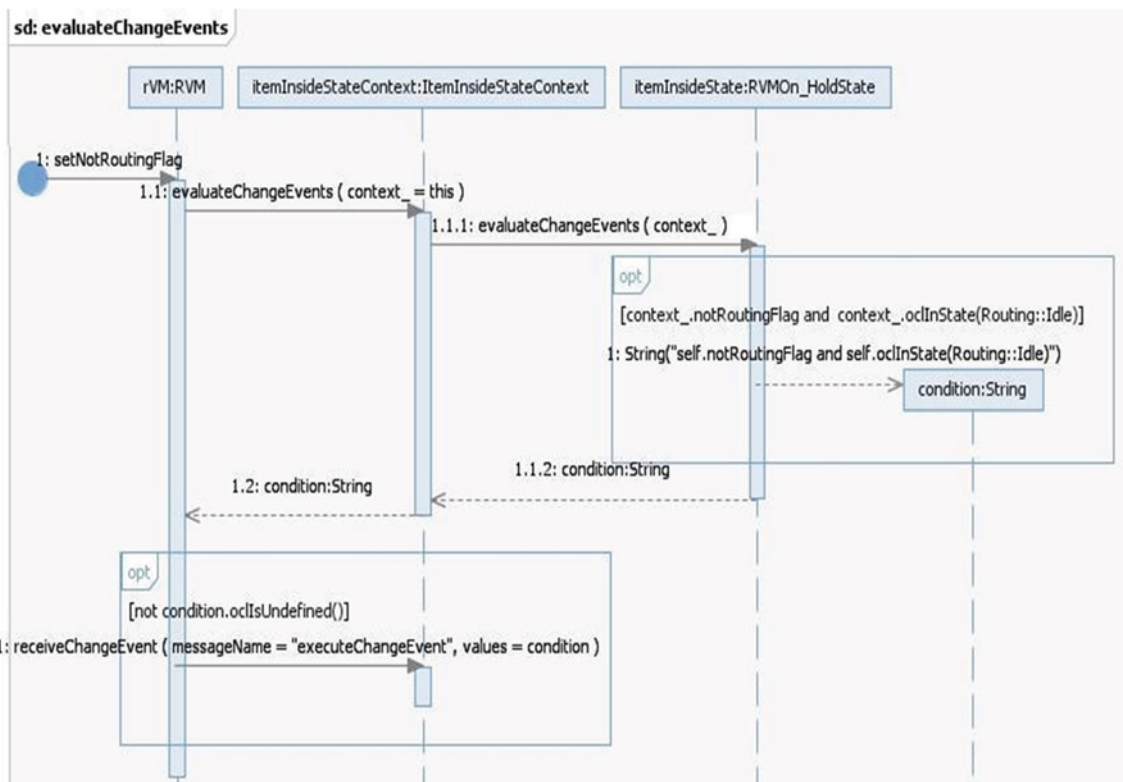 sd: evaluateChangeEvents
rVM:RVM
itemInsideStateContext:ItemInsideStateContext
itemInsideState:RVMOn_HoldState
1: setNotRoutingFlag
1.1: evaluateChangeEvents ( context_ = this )
1.1.1: evaluateChangeEvents ( context_ )
opt
[context_.notRoutingFlag and context_.oclInState(Routing::Idle)]
1: String("self.notRoutingFlag and self.oclInState(Routing::Idle)")
condition:String
1.1.2: condition:String
1.2: condition:String
opt
[not condition.oclIsUndefined()]
1: receiveChangeEvent ( messageName = "executeChangeEvent", values = condition )